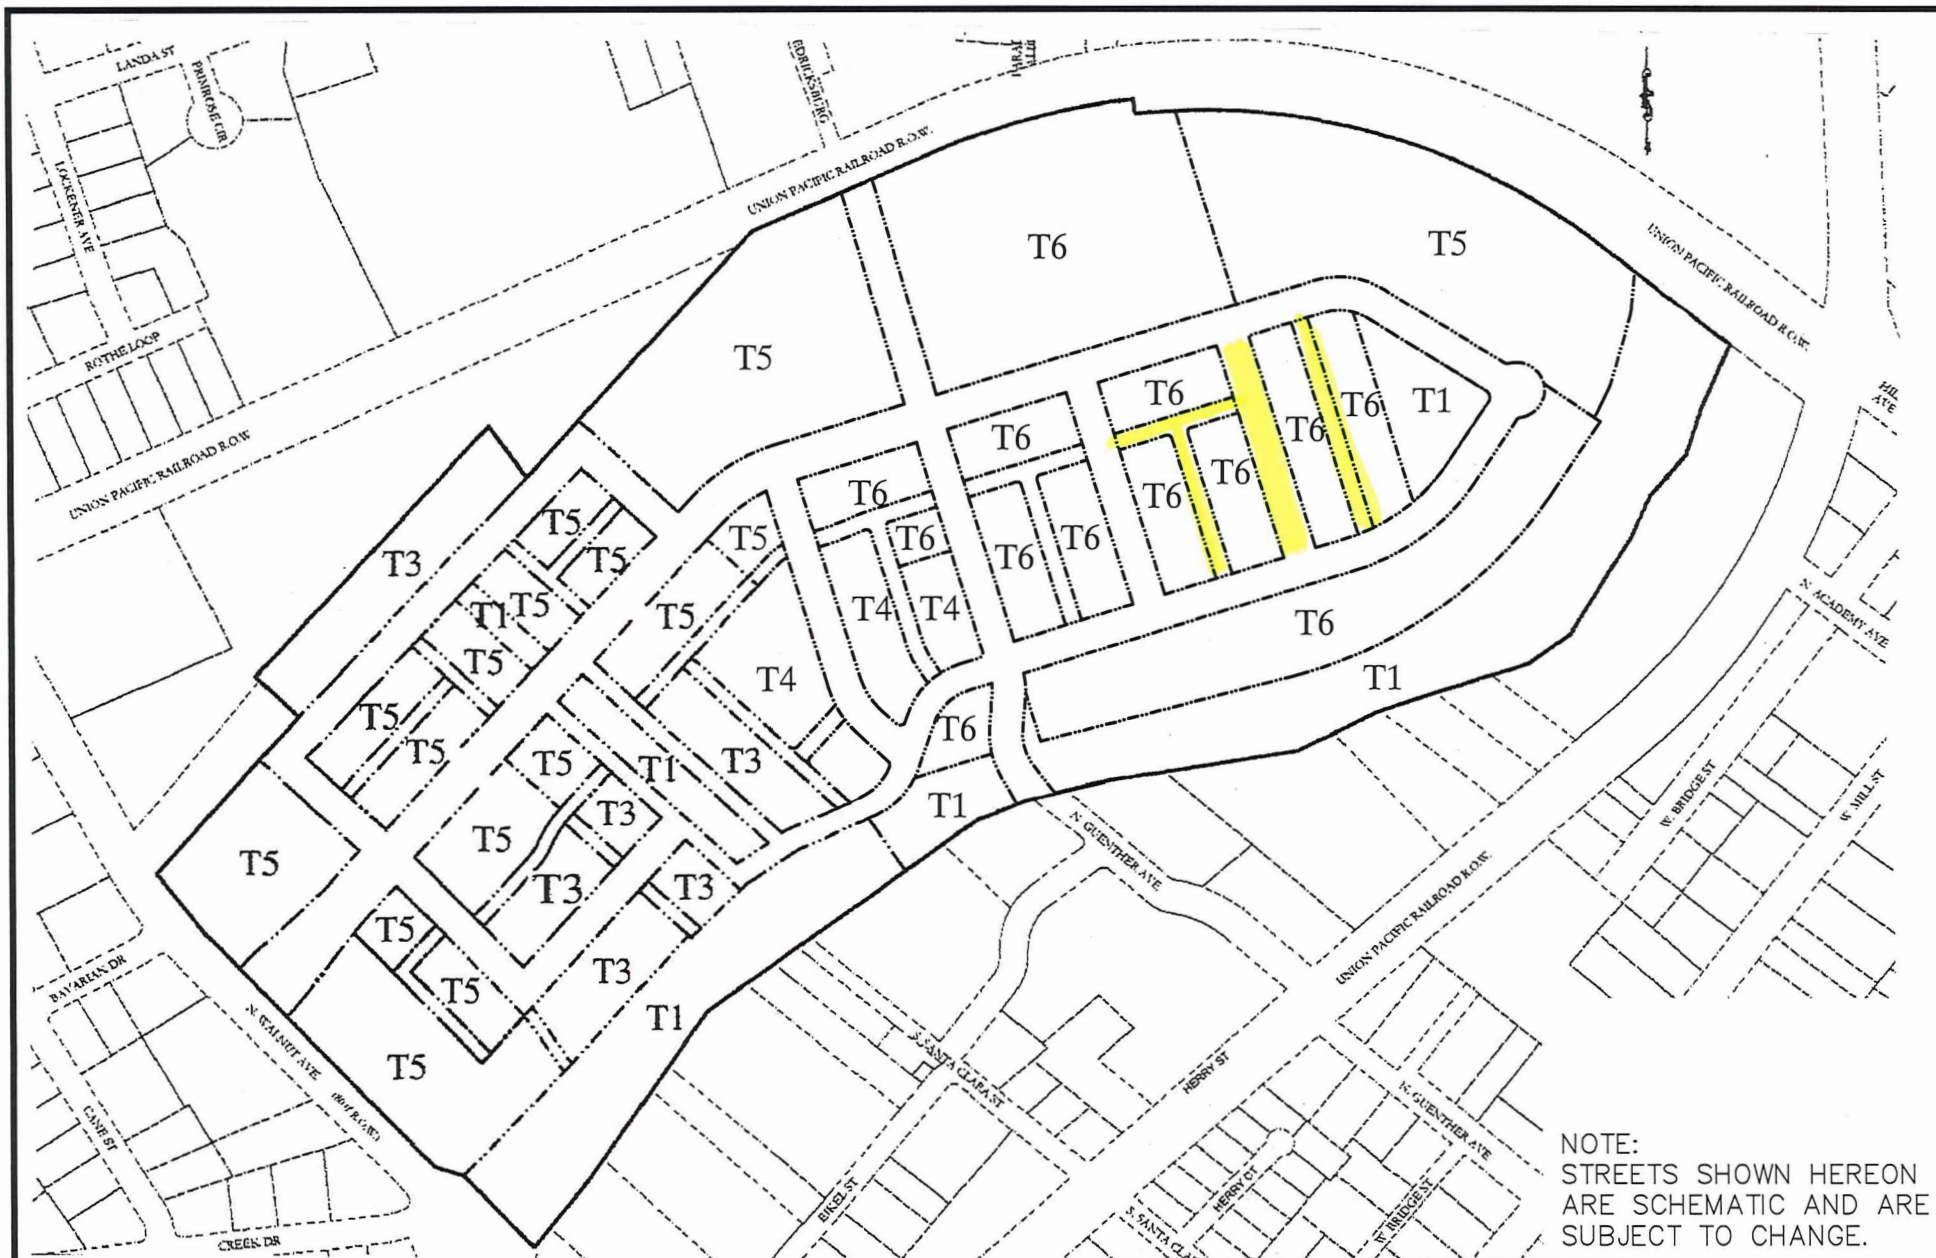 LANDA ST
PRIMROSE CIR
LOCKENER AVE
ROTHE LOOP
UNION PACIFIC RAILROAD R.O.W.
UNION PACIFIC RAILROAD R.O.W
UNION PACIFIC RAILROAD R.O.W.
HIL
AVE
T6
T5
T5
T6
T6
T1
T6
T6
T6
T6
T6
T6
T5
T6
T5
T5
T6
T6
T3
T1
T5
T5
T4
T4
T6
T5
T4
T1
T5
T5
T6
T5
T1
T3
T3
T1
T5
T5
T3
T3
T5
T5
T3
T1
T5
N. ACADEMY AVE
W. BRIDGE ST
W. MILL ST
N. GUENTHER AVE
UNION PACIFIC RAILROAD R.O.W.
BAVARIAN DR
N. WALNUT AVE.
CANE ST
CREEK DR
S. SANTA CLARA ST
HERRY ST
N. GUENTHER AVE
HERRY CT
W. BRIDGE ST
EIKEL ST
NOTE:
STREETS SHOWN HEREON
ARE SCHEMATIC AND ARE
SUBJECT TO CHANGE.